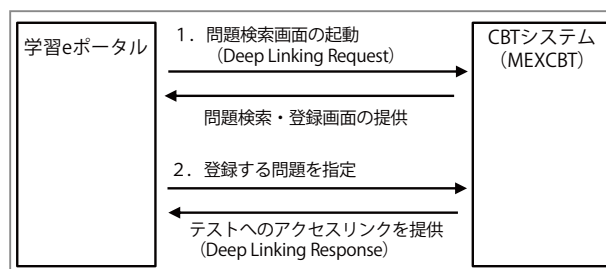 学習eポータル
CBTシステム
（MEXCBT）
1．問題検索画面の起動
（Deep Linking Request）
問題検索・登録画面の提供
2．登録する問題を指定
テストへのアクセスリンクを提供
（Deep Linking Response）